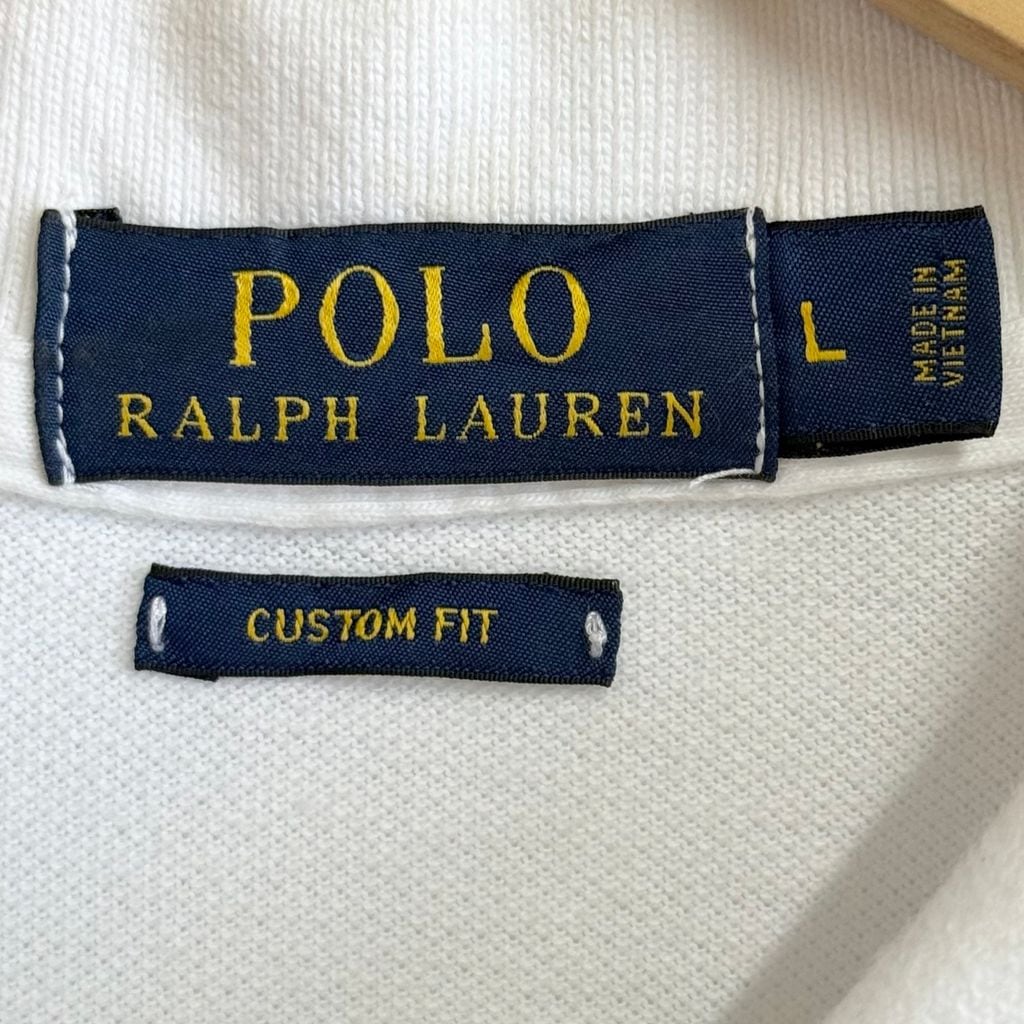 POLO
RALPH LAUREN
L
MADE IN
VIETNAM
CUSTOM FIT